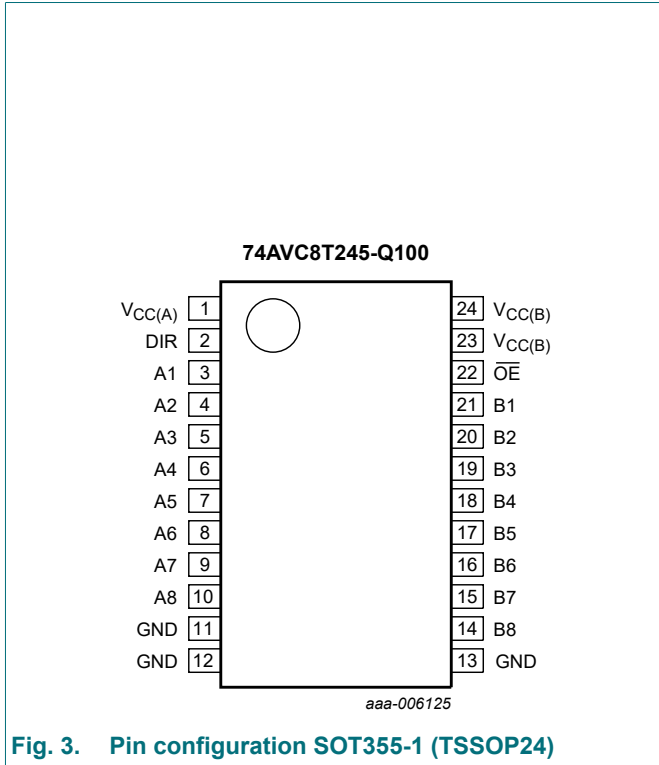 74AVC8T245-Q100
VCC(A) 1 24 VCC(B)
DIR 2 23 VCC(B)
A1 3 22 O̅E̅
A2 4 21 B1
A3 5 20 B2
A4 6 19 B3
A5 7 18 B4
A6 8 17 B5
A7 9 16 B6
A8 10 15 B7
GND 11 14 B8
GND 12 13 GND
aaa-006125
Fig. 3. Pin configuration SOT355-1 (TSSOP24)